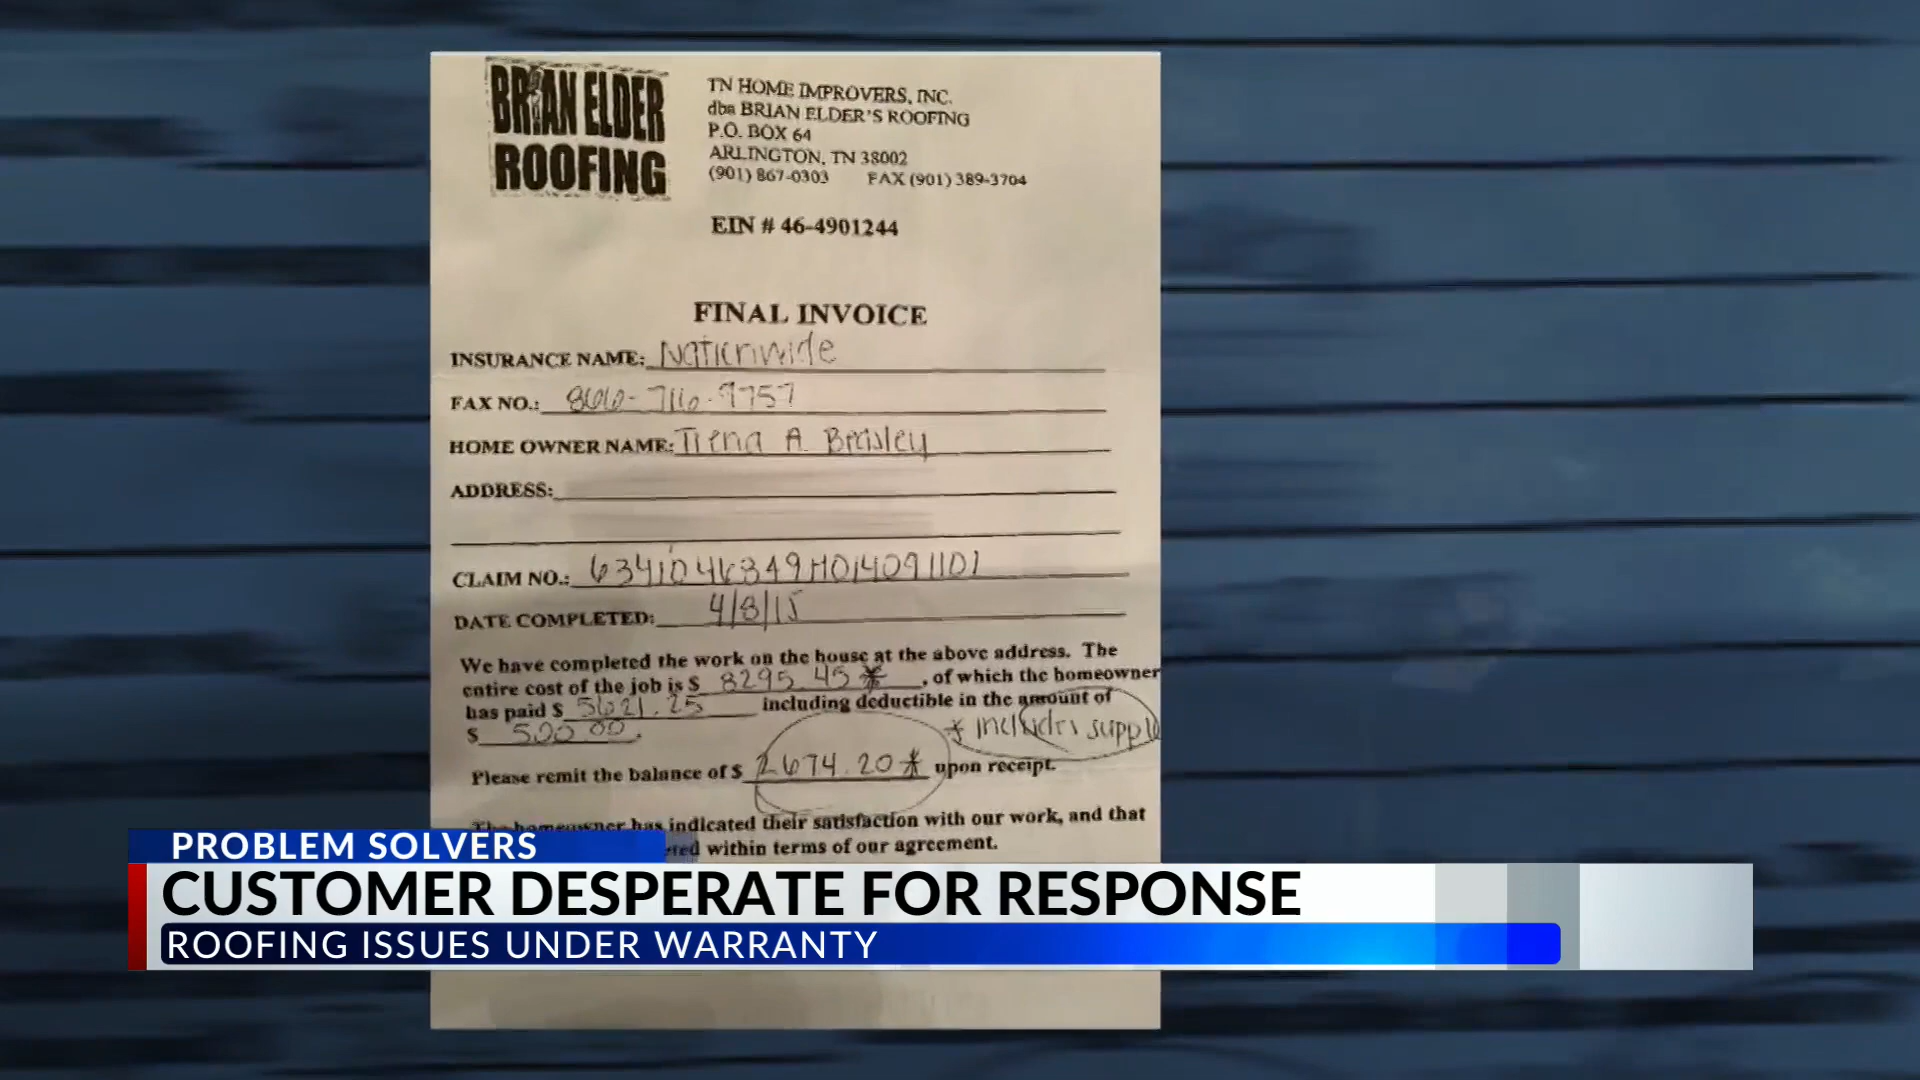 BRIAN ELDER
ROOFING
TN HOME IMPROVERS, INC.
dba BRIAN ELDER'S ROOFING
P.O. BOX 64
ARLINGTON, TN 38002
(901) 867-0303 FAX (901) 389-3704
EIN # 46-4901244
FINAL INVOICE
INSURANCE NAME: Nationwide
FAX NO.: 866-716-9757
HOME OWNER NAME: Trena A. Beasley
ADDRESS:
CLAIM NO.: 6341046349H014091101
DATE COMPLETED: 4/8/15
We have completed the work on the house at the above address. The
entire cost of the job is $ 8295.45 * , of which the homeowner
has paid $ 5621.25 including deductible in the amount of
$ 500.00 .
* includes
Please remit the balance of $ 2674.20 * upon receipt.
The homeowner has indicated their satisfaction with our work, and that
within terms of our agreement.
PROBLEM SOLVERS
CUSTOMER DESPERATE FOR RESPONSE
ROOFING ISSUES UNDER WARRANTY